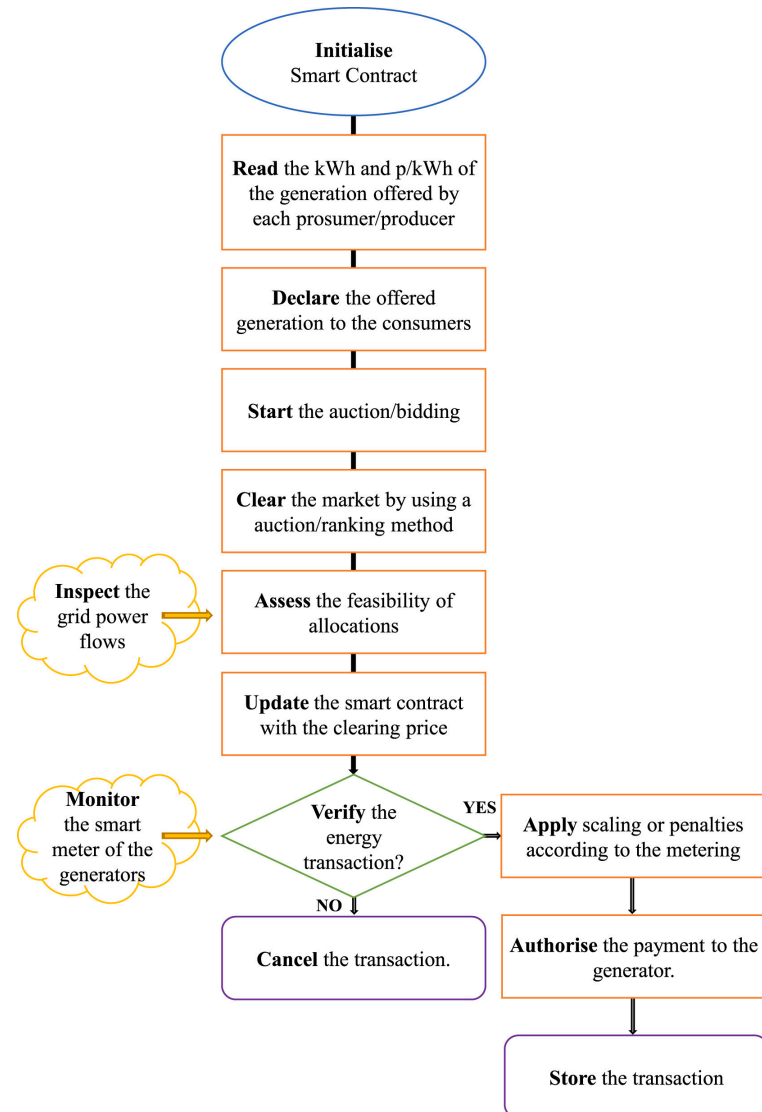 Initialise
Smart Contract
Read the kWh and p/kWh of
the generation offered by
each prosumer/producer
Declare the offered
generation to the consumers
Start the auction/bidding
Clear the market by using a
auction/ranking method
Inspect the
grid power
flows
Assess the feasibility of
allocations
Update the smart contract
with the clearing price
Monitor
the smart
meter of the
generators
Verify the
energy
transaction?
YES
Apply scaling or penalties
according to the metering
NO
Cancel the transaction.
Authorise the payment to the
generator.
Store the transaction